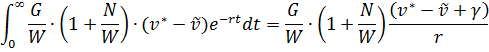 ∫₀^∞ G/W · (1 + N/W) · (v* − ṽ)e^{−rt}dt = G/W · (1 + N/W) (v* − ṽ + γ)/r